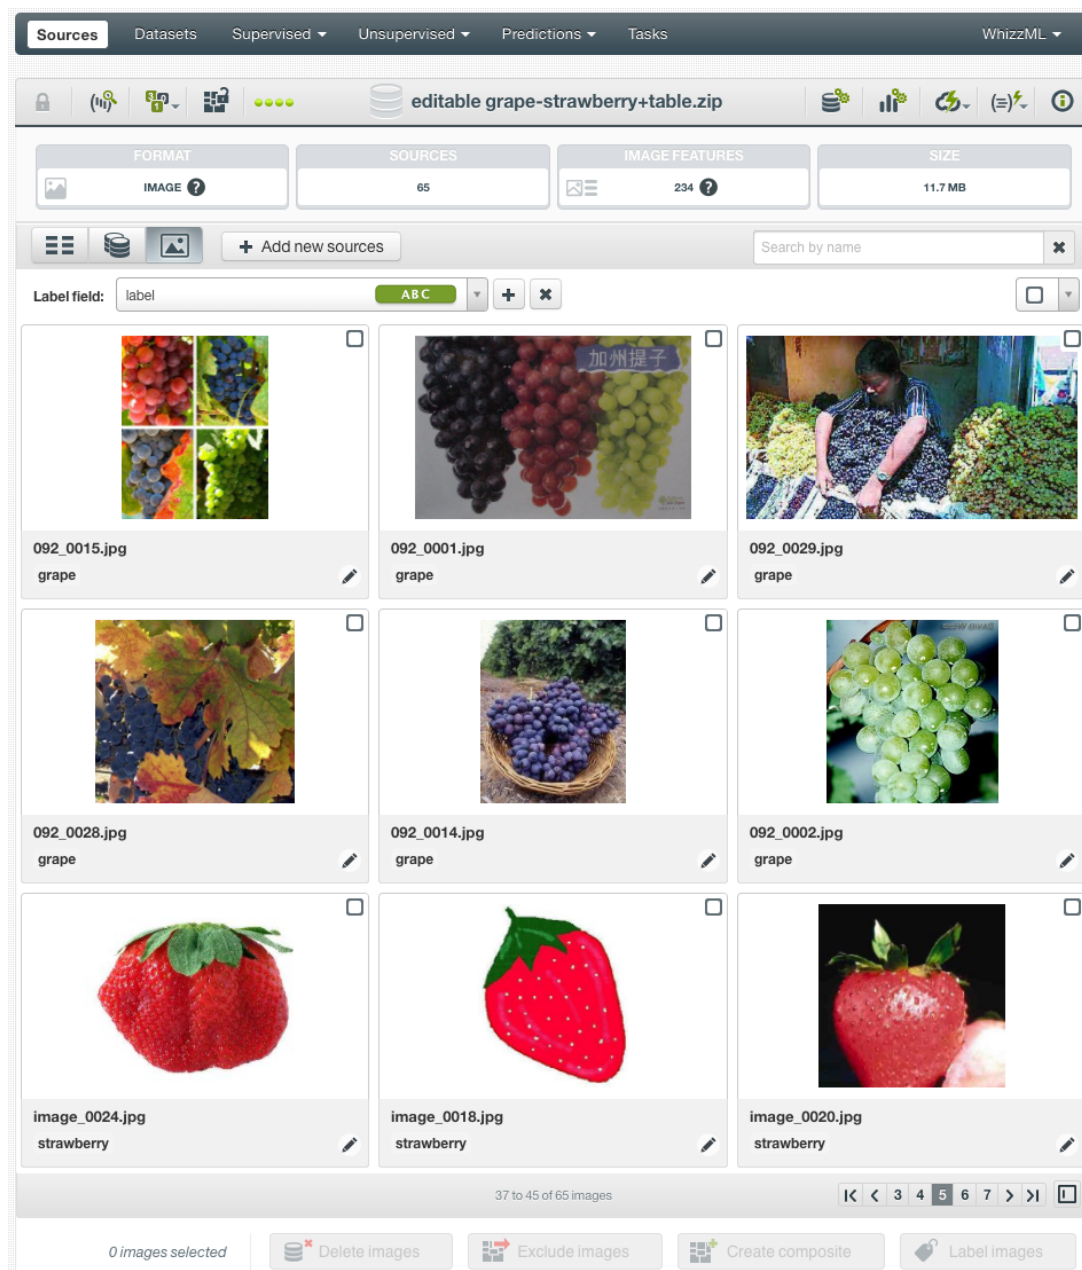 Sources Datasets Supervised Unsupervised Predictions Tasks WhizzML
editable grape-strawberry+table.zip
FORMAT SOURCES IMAGE FEATURES SIZE
IMAGE ? 65 234 ? 11.7 MB
+ Add new sources Search by name
Label field: label ABC
加州提子
092_0015.jpg 092_0001.jpg 092_0029.jpg
grape grape grape
092_0028.jpg 092_0014.jpg 092_0002.jpg
grape grape grape
image_0024.jpg image_0018.jpg image_0020.jpg
strawberry strawberry strawberry
37 to 45 of 65 images 3 4 5 6 7
0 images selected Delete images Exclude images Create composite Label images